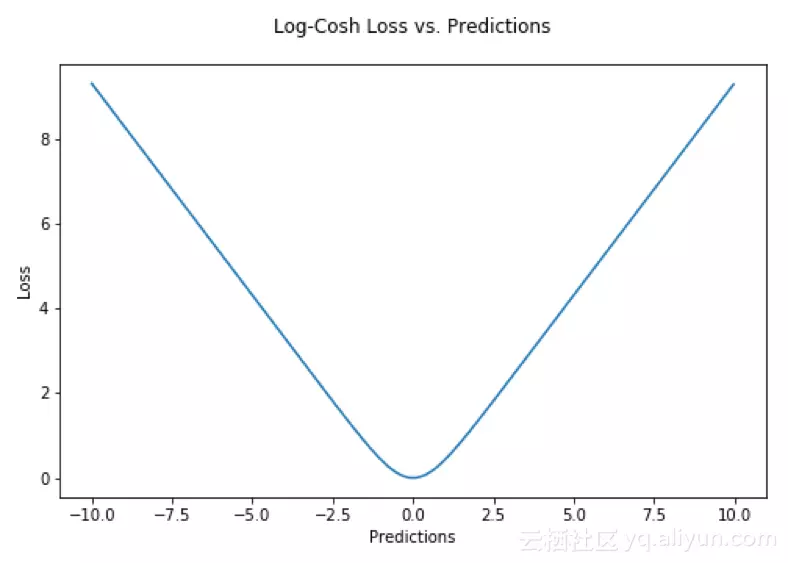 Log-Cosh Loss vs. Predictions
8
6
4
2
0
Loss
−10.0 −7.5 −5.0 −2.5 0.0 2.5 5.0 7.5 10.0
Predictions
云栖社区 yq.aliyun.com